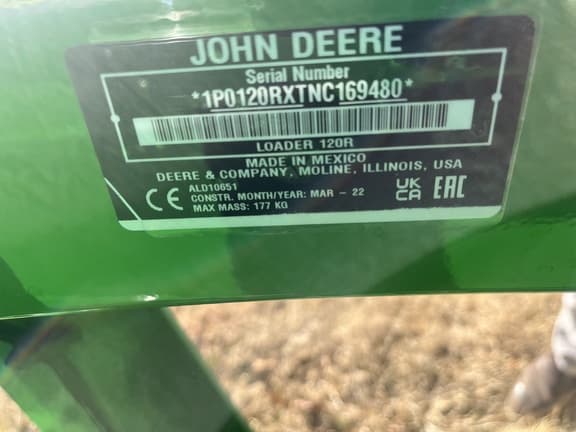 JOHN DEERE
Serial Number
*1P0120RXTNC169480*
LOADER 120R
MADE IN MEXICO
DEERE & COMPANY, MOLINE, ILLINOIS, USA
CE ALD10651
CONSTR. MONTH/YEAR: MAR - 22
MAX MASS: 177 KG
UK
CA
EAC